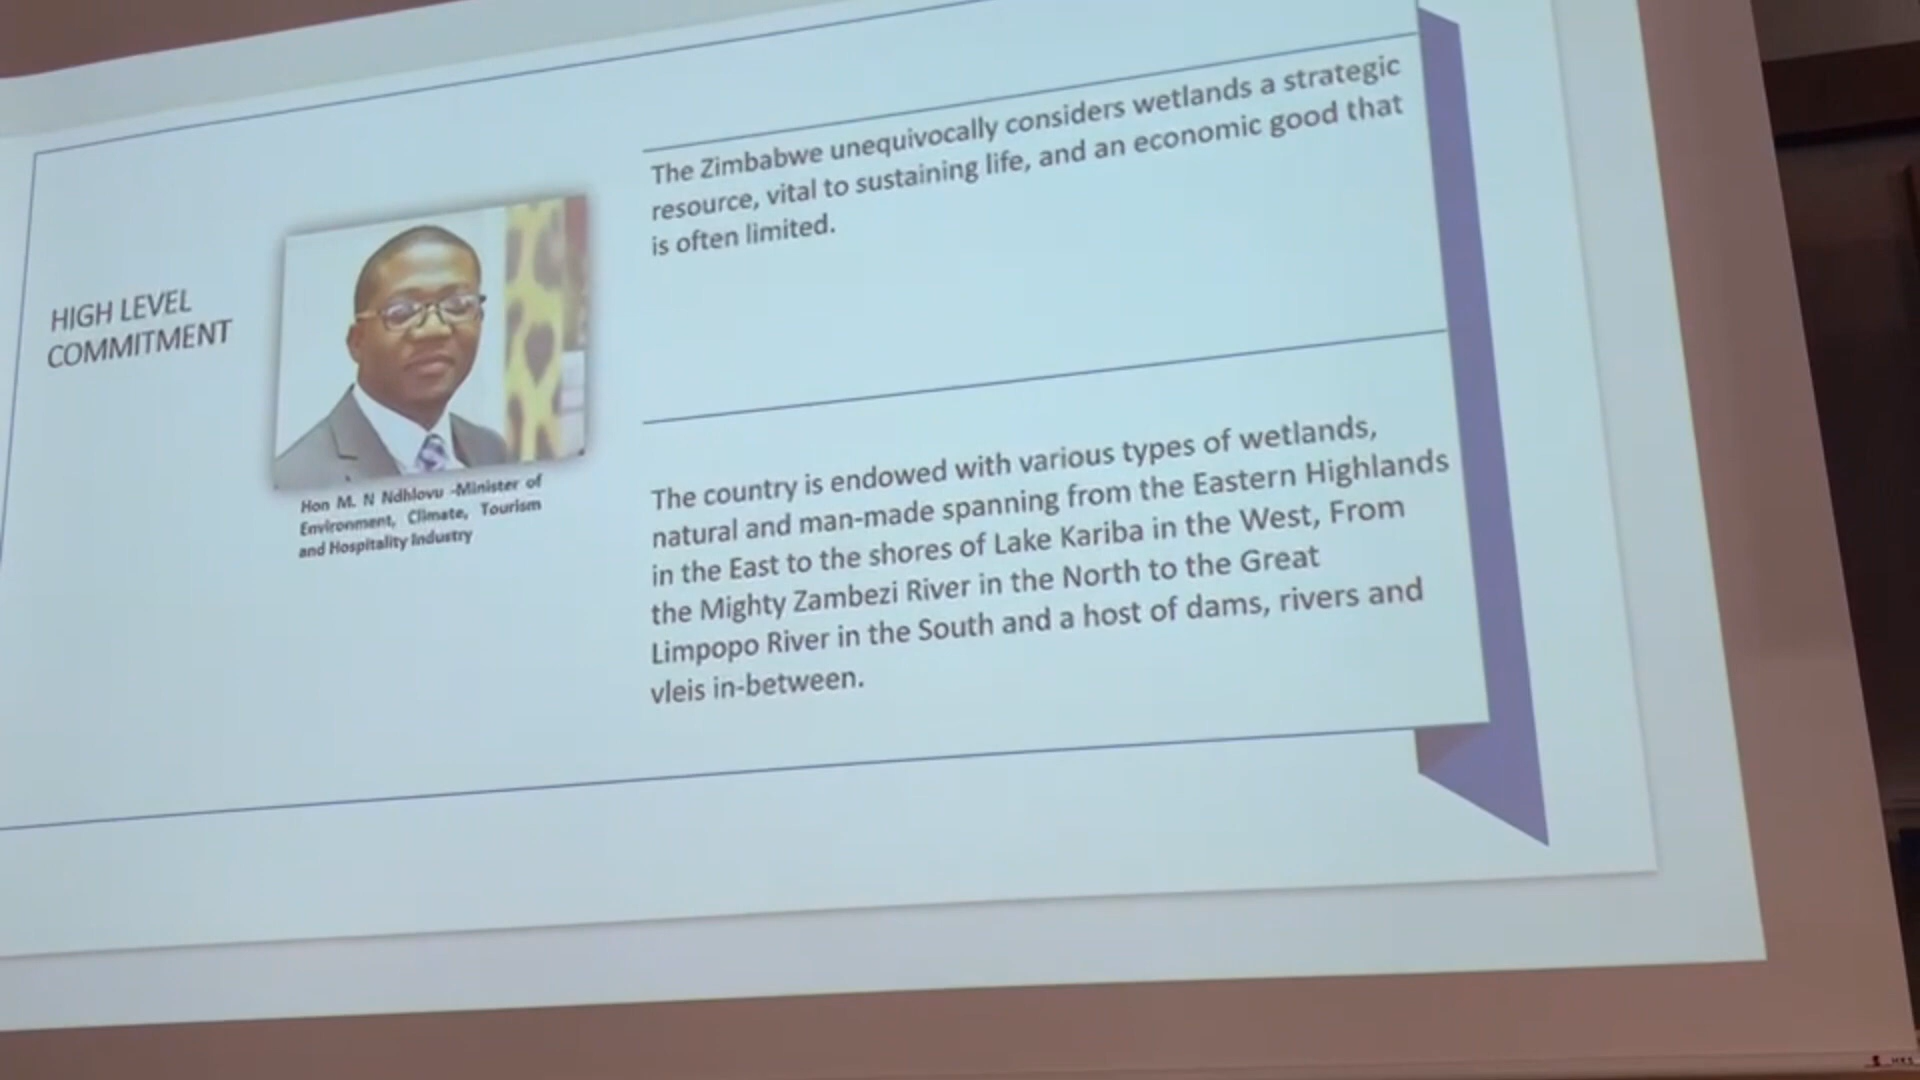 HIGH LEVEL
COMMITMENT
Hon M. N Ndhlovu -Minister of
Environment, Climate, Tourism
and Hospitality Industry
The Zimbabwe unequivocally considers wetlands a strategic
resource, vital to sustaining life, and an economic good that
is often limited.
The country is endowed with various types of wetlands,
natural and man-made spanning from the Eastern Highlands
in the East to the shores of Lake Kariba in the West, From
the Mighty Zambezi River in the North to the Great
Limpopo River in the South and a host of dams, rivers and
vleis in-between.